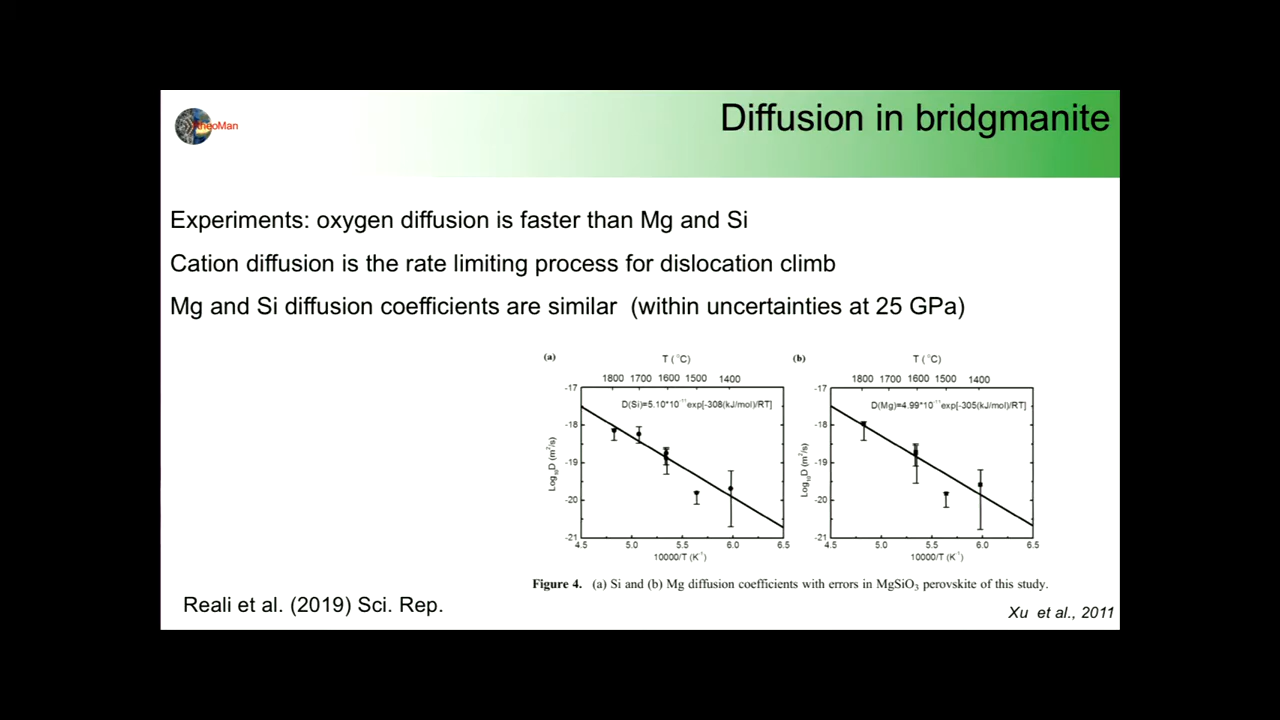 Diffusion in bridgmanite
RheoMan
Experiments: oxygen diffusion is faster than Mg and Si
Cation diffusion is the rate limiting process for dislocation climb
Mg and Si diffusion coefficients are similar (within uncertainties at 25 GPa)
(a)
T (°C)
1800 1700 1600 1500 1400
-17
-18
-19
-20
-21
Log₁₀D (m²/s)
D(Si)=5.10*10⁻¹¹exp[-308(kJ/mol)/RT]
4.5 5.0 5.5 6.0 6.5
10000/T (K⁻¹)
(b)
T (°C)
1800 1700 1600 1500 1400
-17
-18
-19
-20
-21
Log₁₀D (m²/s)
D(Mg)=4.99*10⁻¹¹exp[-305(kJ/mol)/RT]
4.5 5.0 5.5 6.0 6.5
10000/T (K⁻¹)
Figure 4. (a) Si and (b) Mg diffusion coefficients with errors in MgSiO₃ perovskite of this study.
Reali et al. (2019) Sci. Rep.
Xu et al., 2011